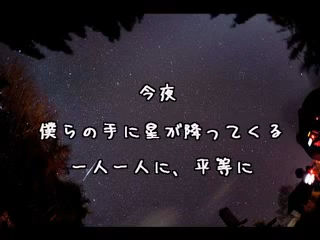 今夜
僕らの手に星が降ってくる
一人一人に、平等に